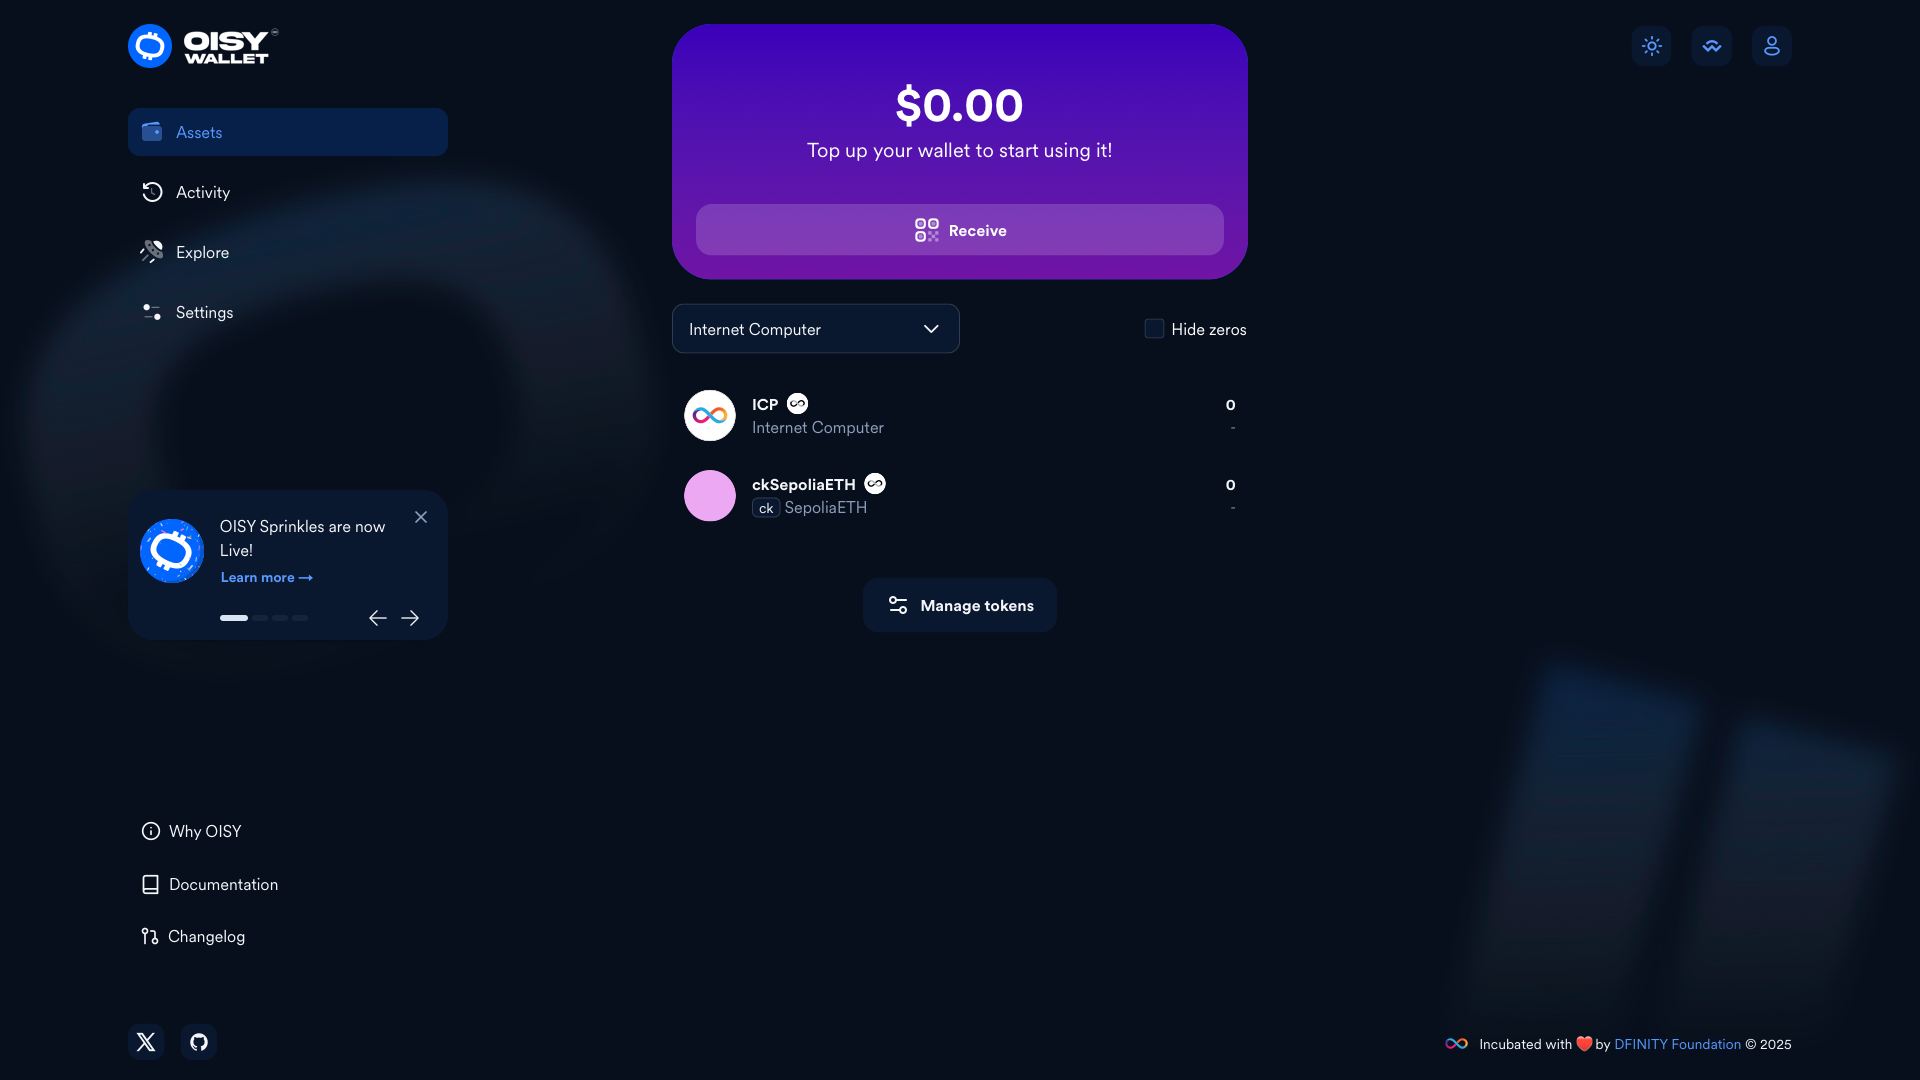 OISY
WALLET
Assets
Activity
Explore
Settings
OISY Sprinkles are now
Live!
Learn more →
Why OISY
Documentation
Changelog
$0.00
Top up your wallet to start using it!
Receive
Internet Computer
Hide zeros
ICP
0
Internet Computer
-
ckSepoliaETH
0
ck SepoliaETH
-
Manage tokens
Incubated with ❤️ by DFINITY Foundation © 2025